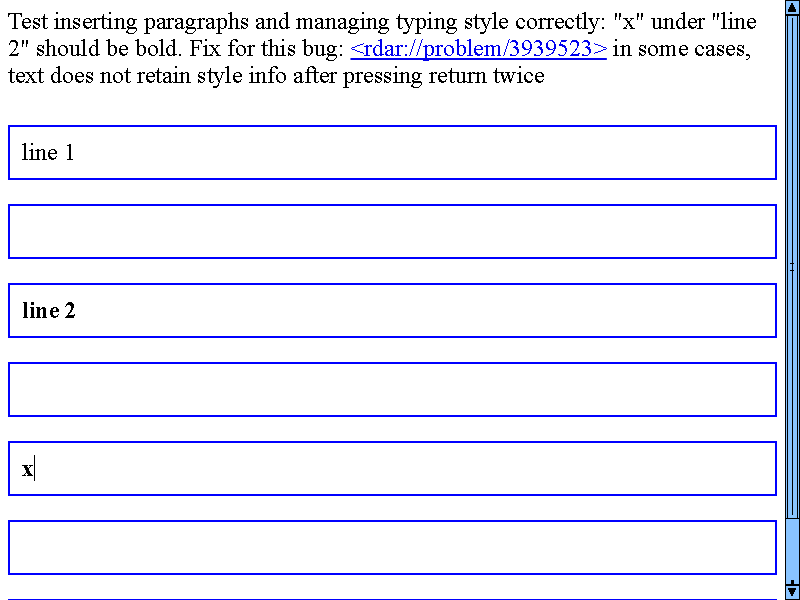 Test inserting paragraphs and managing typing style correctly: "x" under "line
2" should be bold. Fix for this bug: <rdar://problem/3939523> in some cases,
text does not retain style info after pressing return twice
line 1
line 2
x